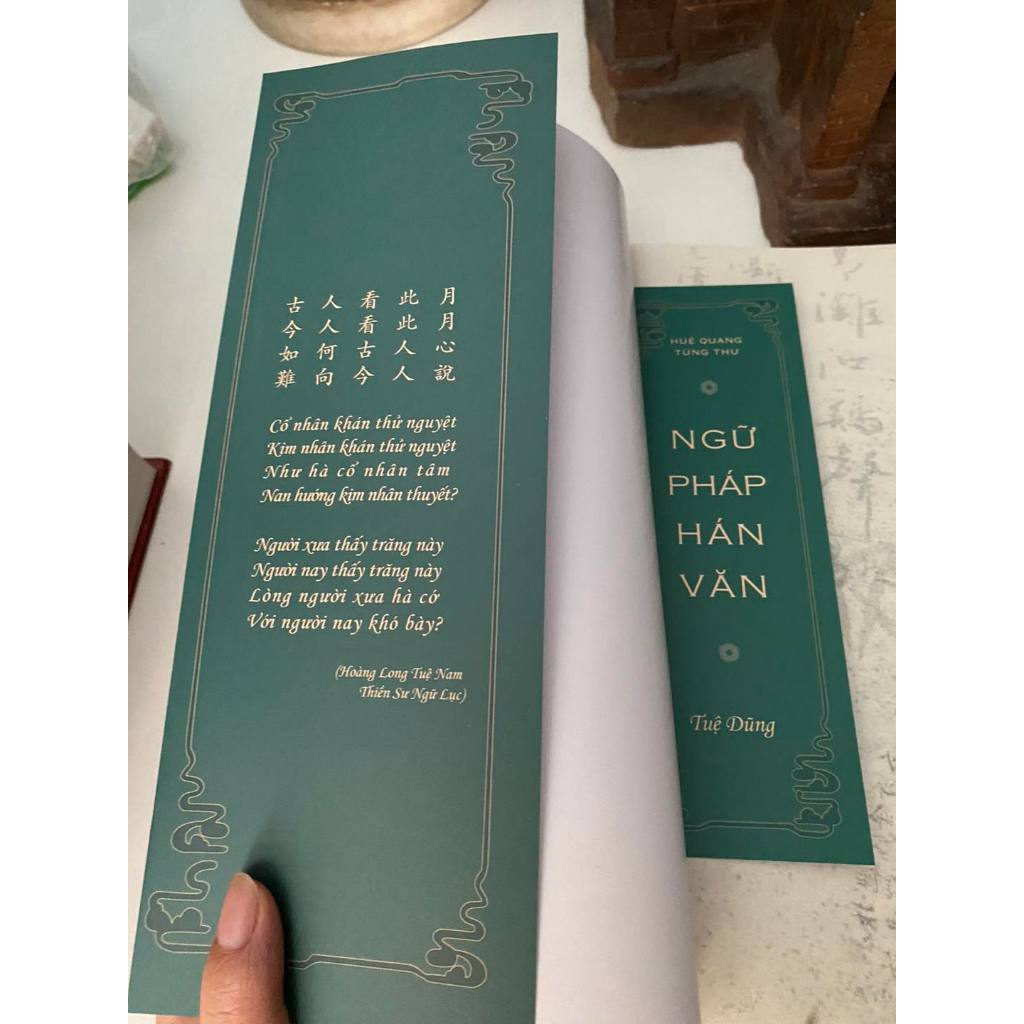 古人看此月
今人看此月
如何古人心
難向今人說
Cổ nhân khán thử nguyệt
Kim nhân khán thử nguyệt
Như hà cổ nhân tâm
Nan hướng kim nhân thuyết?
Người xưa thấy trăng này
Người nay thấy trăng này
Lòng người xưa hà cớ
Với người nay khó bày?
(Hoàng Long Tuệ Nam
Thiền Sư Ngữ Lục)
HUỆ QUANG
TÙNG THƯ
NGỮ
PHÁP
HÁN
VĂN
Tuệ Dũng